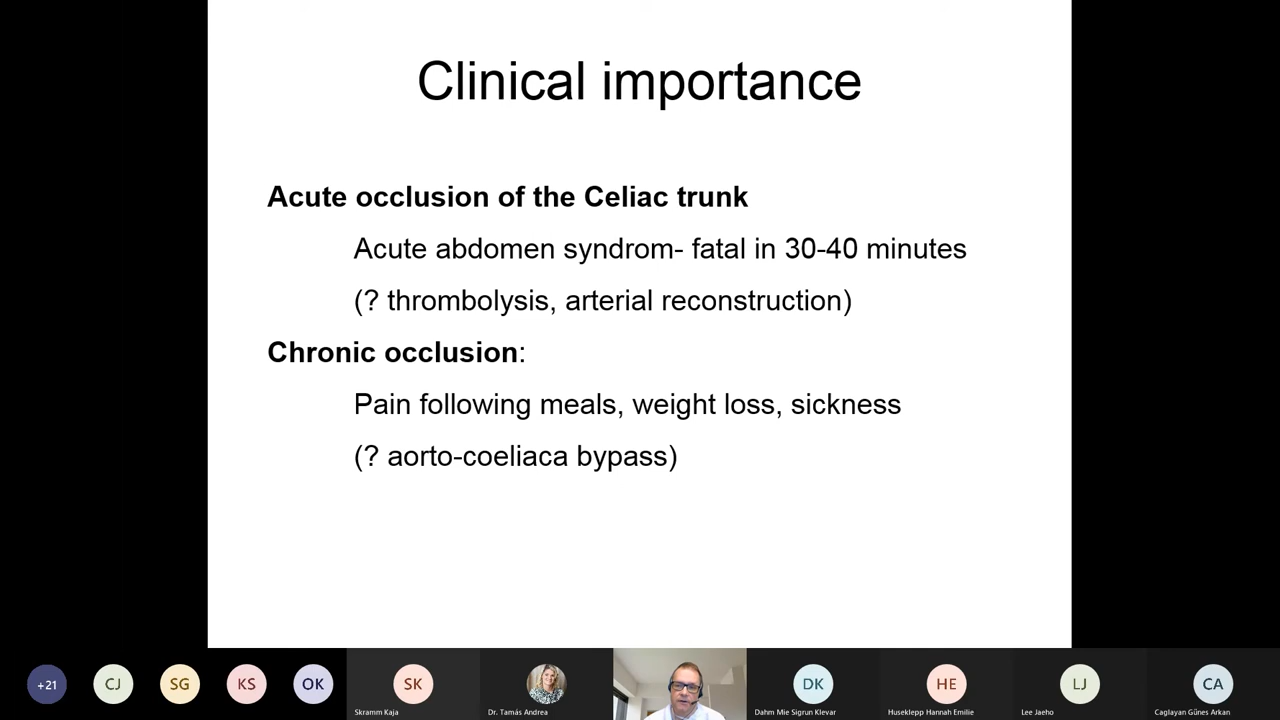 Clinical importance
Acute occlusion of the Celiac trunk
Acute abdomen syndrom- fatal in 30-40 minutes
(? thrombolysis, arterial reconstruction)
Chronic occlusion:
Pain following meals, weight loss, sickness
(? aorto-coeliaca bypass)
+21
CJ
SG
KS
OK
SK
Skramm Kaja
Dr. Tamás Andrea
DK
Dahm Mie Sigrun Klevar
HE
Huseklepp Hannah Emilie
LJ
Lee Jaeho
CA
Caglayan Günes Arkan